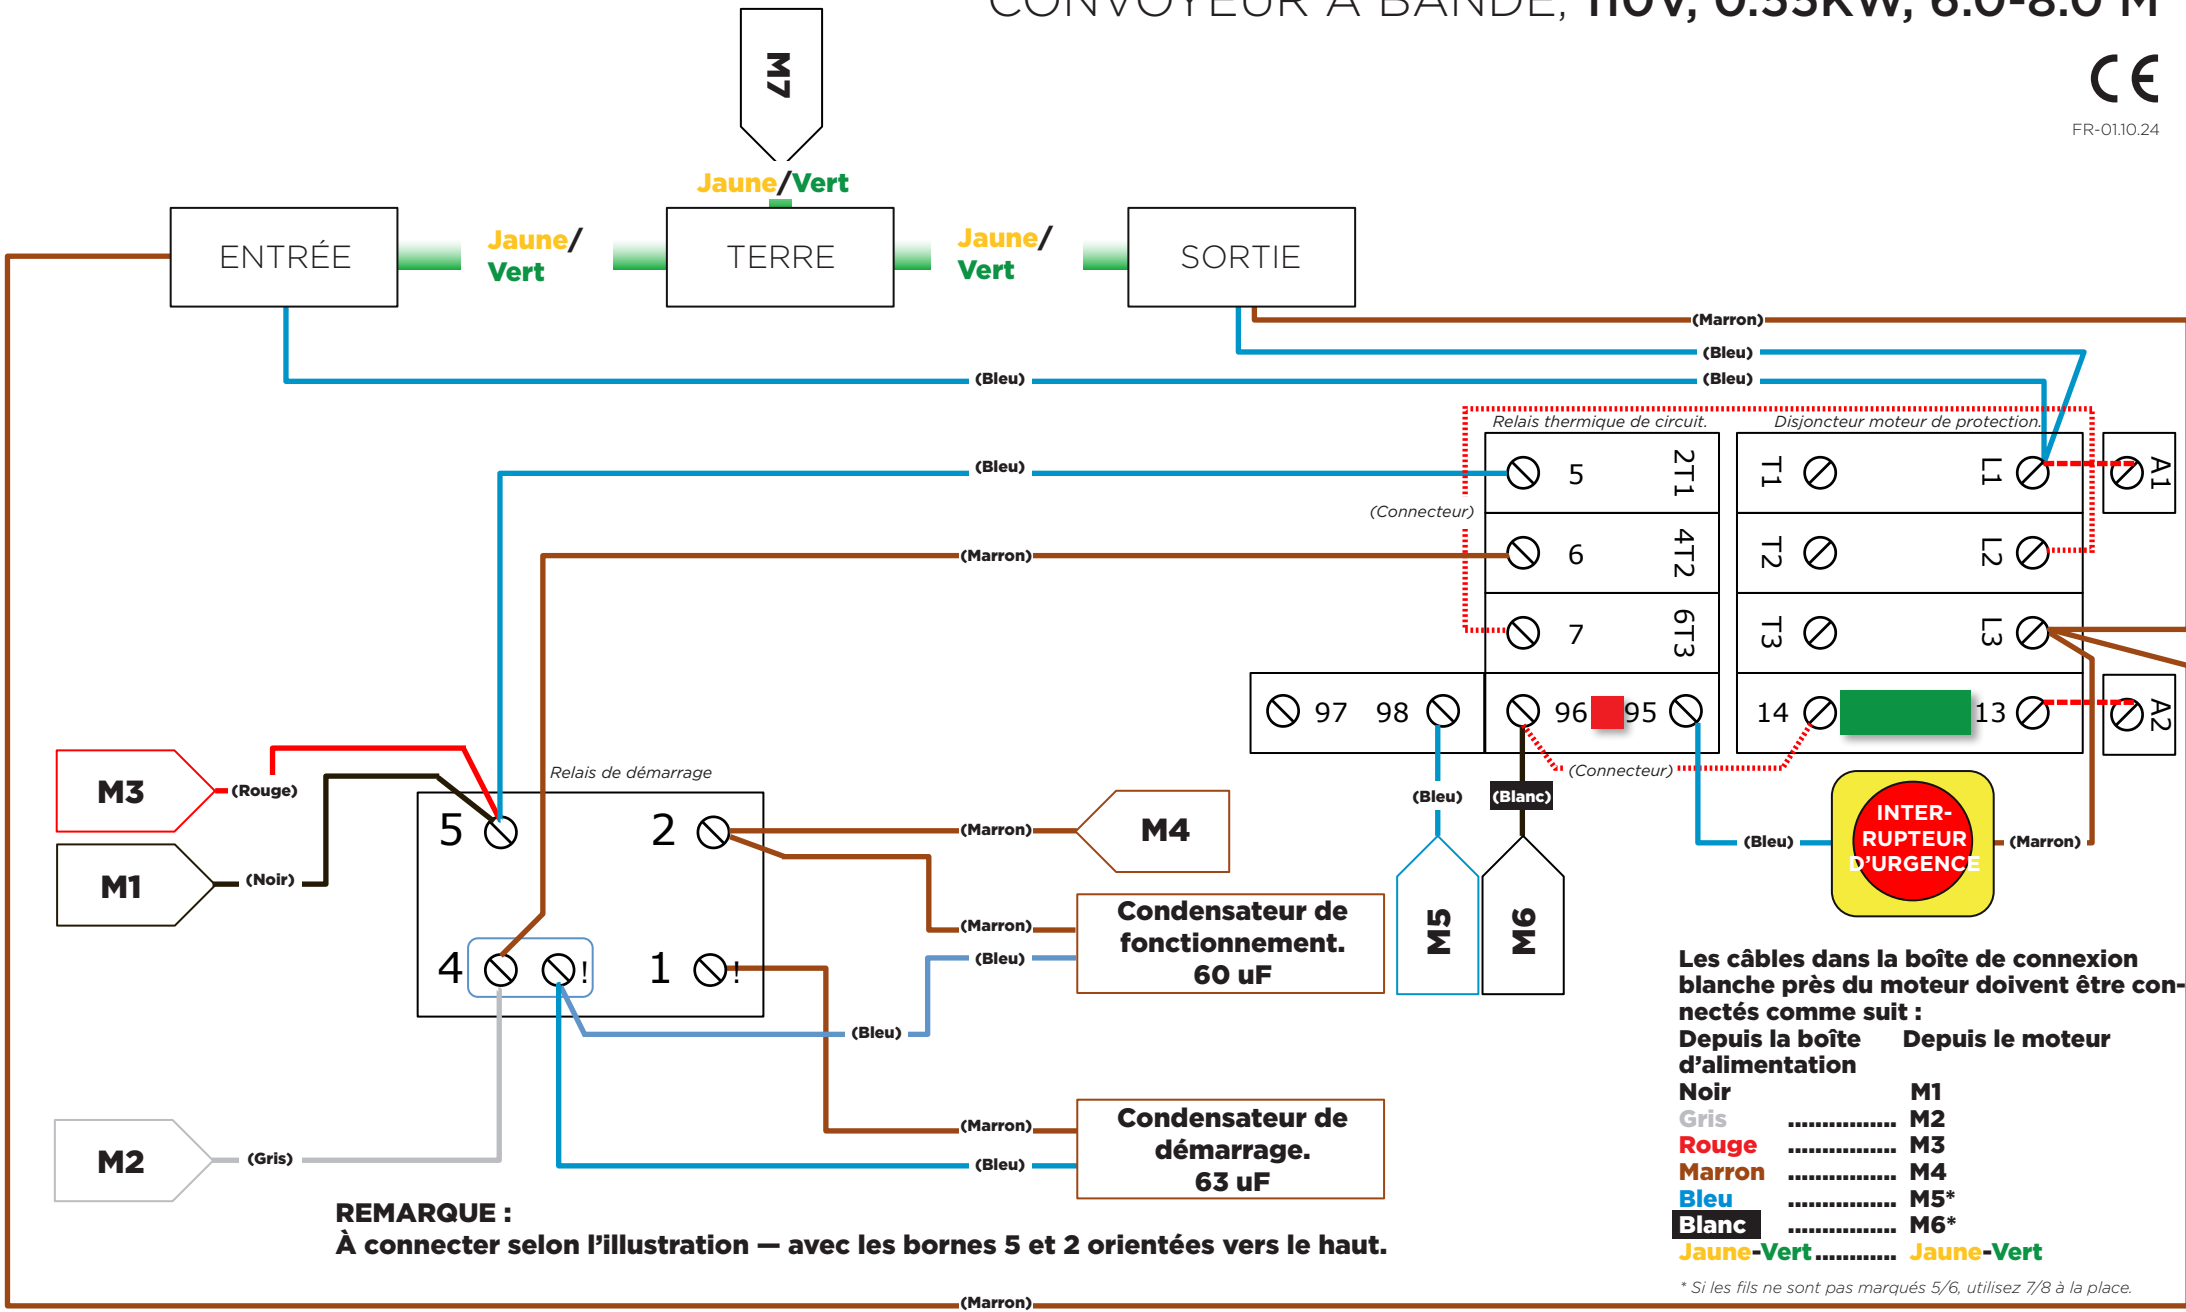 CONVOYEUR À BANDE, 110V, 0.55KW, 6.0-8.0 M
CE
FR-01.10.24
M7
Jaune/Vert
ENTRÉE
Jaune/
Vert
TERRE
Jaune/
Vert
SORTIE
(Marron)
(Bleu)
(Bleu)
(Bleu)
Relais thermique de circuit.
Disjoncteur moteur de protection.
(Bleu)
5
2T1
T1
L1
A1
(Connecteur)
(Marron)
6
4T2
T2
L2
7
6T3
T3
L3
97
98
96
95
14
13
A2
(Connecteur)
M3
(Rouge)
M1
(Noir)
Relais de démarrage
5
2
4
!
1
!
(Marron)
M4
(Marron)
(Bleu)
Condensateur de
fonctionnement.
60 uF
(Bleu)
(Bleu)
(Blanc)
M5
M6
(Bleu)
INTER-
RUPTEUR
D'URGENCE
(Marron)
M2
(Gris)
(Marron)
(Bleu)
Condensateur de
démarrage.
63 uF
Les câbles dans la boîte de connexion
blanche près du moteur doivent être con-
nectés comme suit :
Depuis la boîte Depuis le moteur
d'alimentation
Noir M1
Gris ................ M2
Rouge ................ M3
Marron ................ M4
Bleu ................ M5*
Blanc ................ M6*
Jaune-Vert............ Jaune-Vert
* Si les fils ne sont pas marqués 5/6, utilisez 7/8 à la place.
REMARQUE :
À connecter selon l'illustration — avec les bornes 5 et 2 orientées vers le haut.
(Marron)